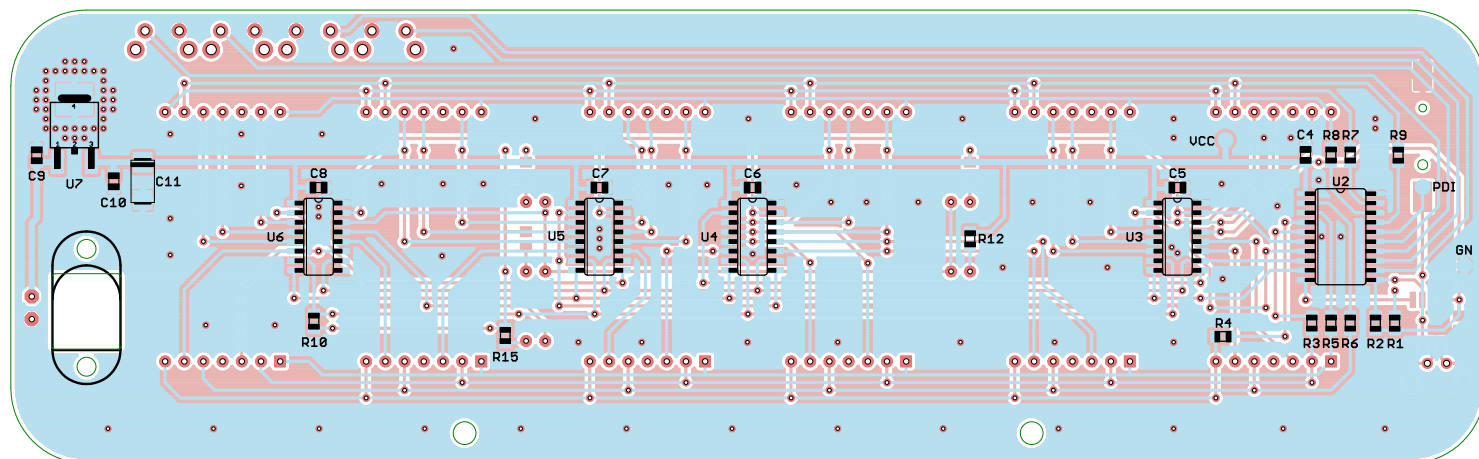 4
1 2 3
C9
U7
C10
C11
VCC
C4 R8 R7
R9
C8
C7
C6
C5
U2
PDI
U6
U5
U4
R12
U3
GN
R10
R15
R4
R3 R5 R6 R2 R1